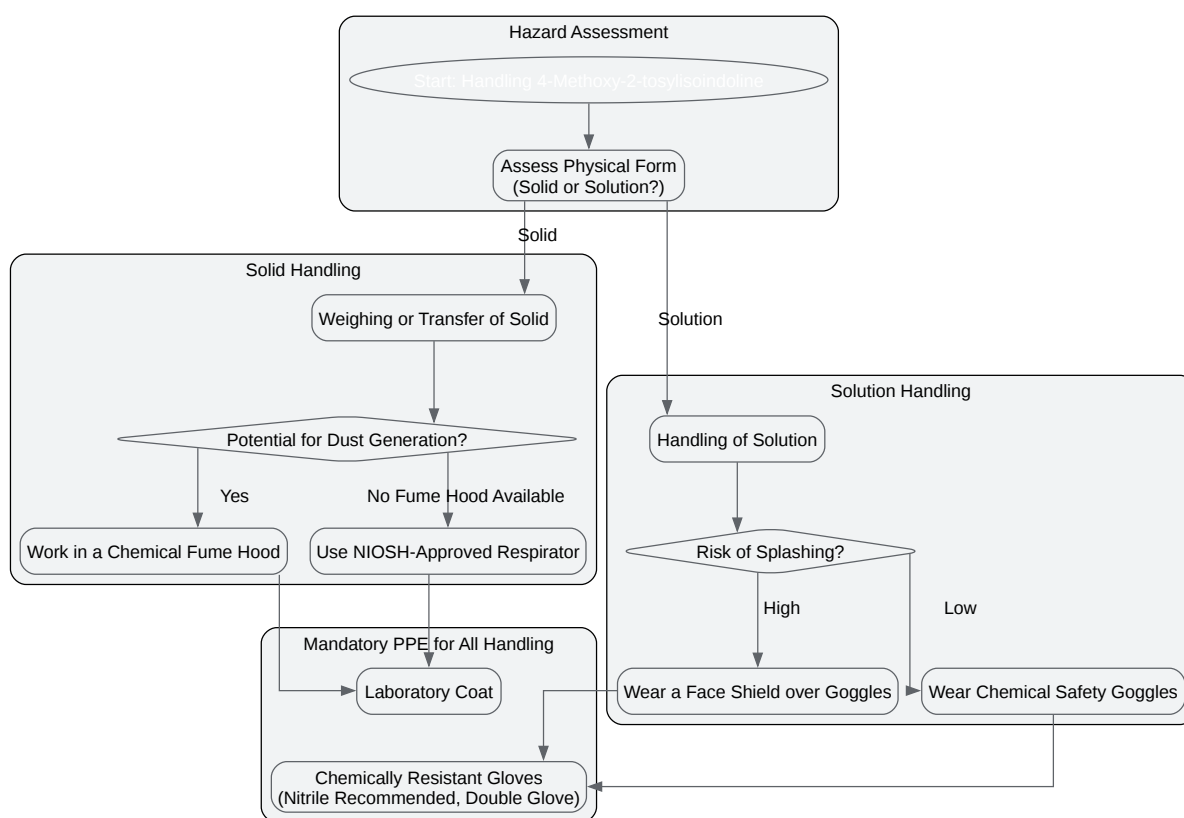 Hazard Assessment
Start: Handling 4-Methoxy-2-tosylisoindoline
Assess Physical Form
(Solid or Solution?)
Solid
Solution
Solid Handling
Weighing or Transfer of Solid
Potential for Dust Generation?
Yes
No Fume Hood Available
Work in a Chemical Fume Hood
Use NIOSH-Approved Respirator
Solution Handling
Handling of Solution
Risk of Splashing?
High
Low
Wear a Face Shield over Goggles
Wear Chemical Safety Goggles
Mandatory PPE for All Handling
Laboratory Coat
Chemically Resistant Gloves
(Nitrile Recommended, Double Glove)